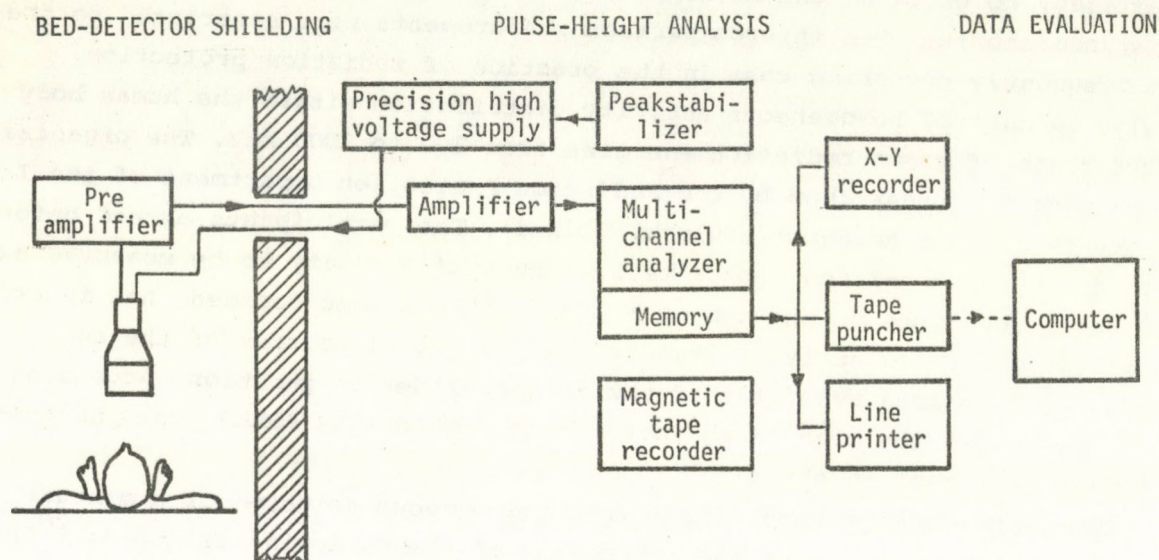 BED-DETECTOR SHIELDING
PULSE-HEIGHT ANALYSIS
DATA EVALUATION
Precision high
voltage supply
Peakstabi-
lizer
X-Y
recorder
Pre
amplifier
Amplifier
Multi-
channel
analyzer
Memory
Tape
puncher
Computer
Magnetic
tape
recorder
Line
printer